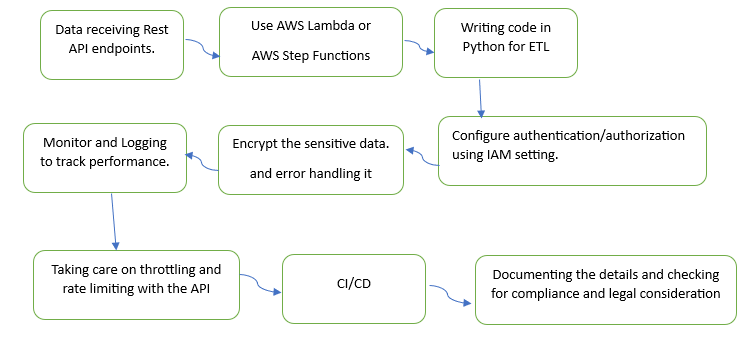 Data receiving Rest
API endpoints.
Use AWS Lambda or
AWS Step Functions
Writing code in
Python for ETL
Configure authentication/authorization
using IAM setting.
Encrypt the sensitive data.
and error handling it
Monitor and Logging
to track performance.
Taking care on throttling and
rate limiting with the API
CI/CD
Documenting the details and checking
for compliance and legal consideration